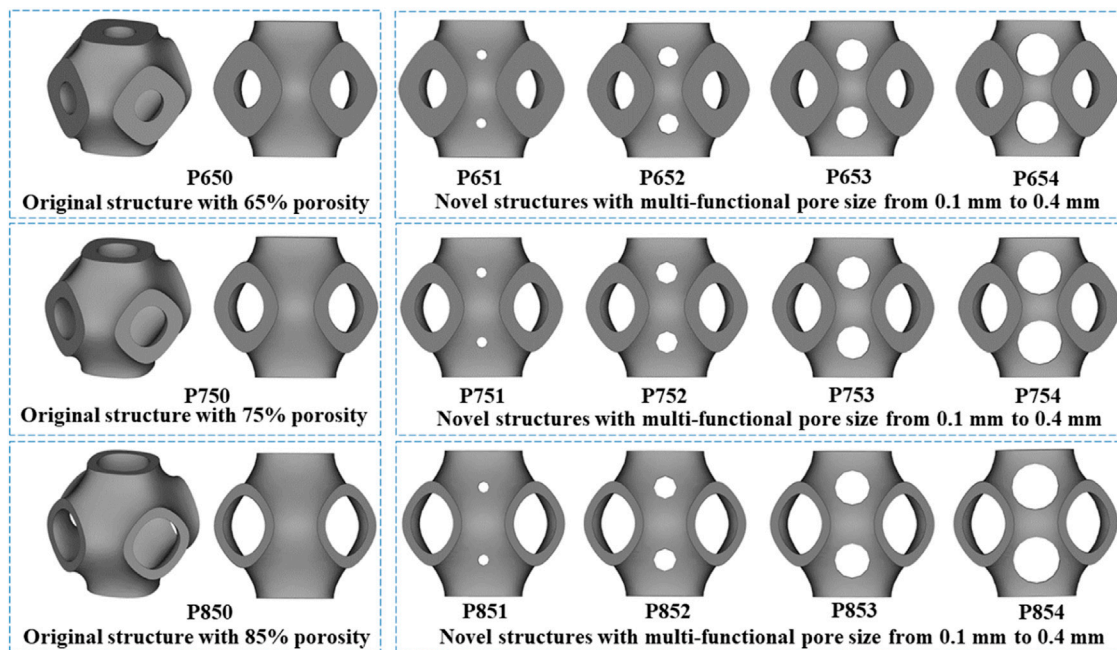 P650
Original structure with 65% porosity
P651 P652 P653 P654
Novel structures with multi-functional pore size from 0.1 mm to 0.4 mm
P750
Original structure with 75% porosity
P751 P752 P753 P754
Novel structures with multi-functional pore size from 0.1 mm to 0.4 mm
P850
Original structure with 85% porosity
P851 P852 P853 P854
Novel structures with multi-functional pore size from 0.1 mm to 0.4 mm